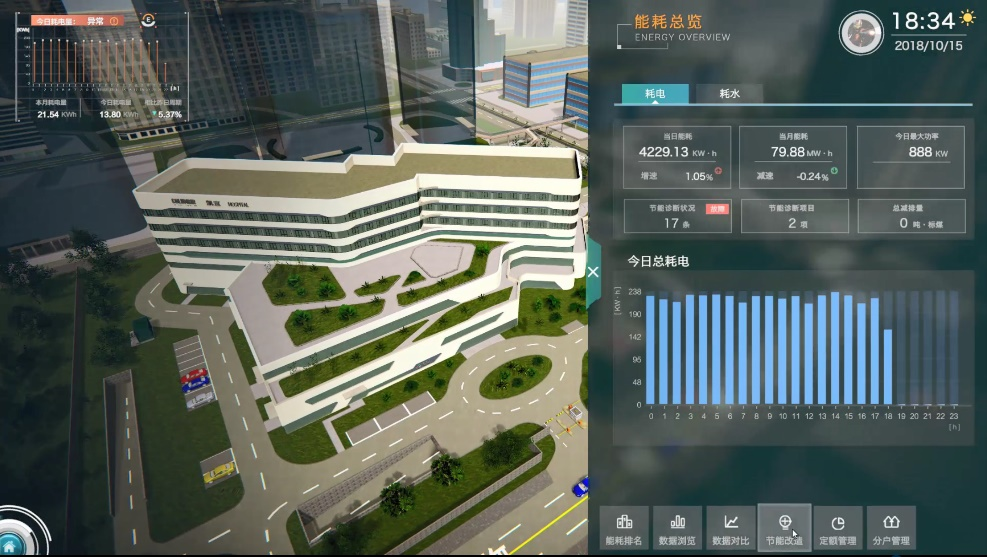 今日耗电量: 异常
E
[KWh]
[h]
本月耗电量
今日耗电量
相比昨日周期
21.54 KWh
13.80 KWh
5.37%
HOSPITAL
能耗总览
ENERGY OVERVIEW
18:34
2018/10/15
耗电
耗水
当日能耗
4229.13 KW·h
增速 1.05%
当月能耗
79.88 MW·h
减速 -0.24%
今日最大功率
888 KW
节能诊断状况 故障
17 条
节能诊断项目
2 项
总减排量
0 吨·标煤
今日总耗电
[KW·h]
238
190
142
95
48
0
0 1 2 3 4 5 6 7 8 9 10 11 12 13 14 15 16 17 18 19 20 21 22 23
[h]
能耗排名
数据浏览
数据对比
节能改造
定额管理
分户管理